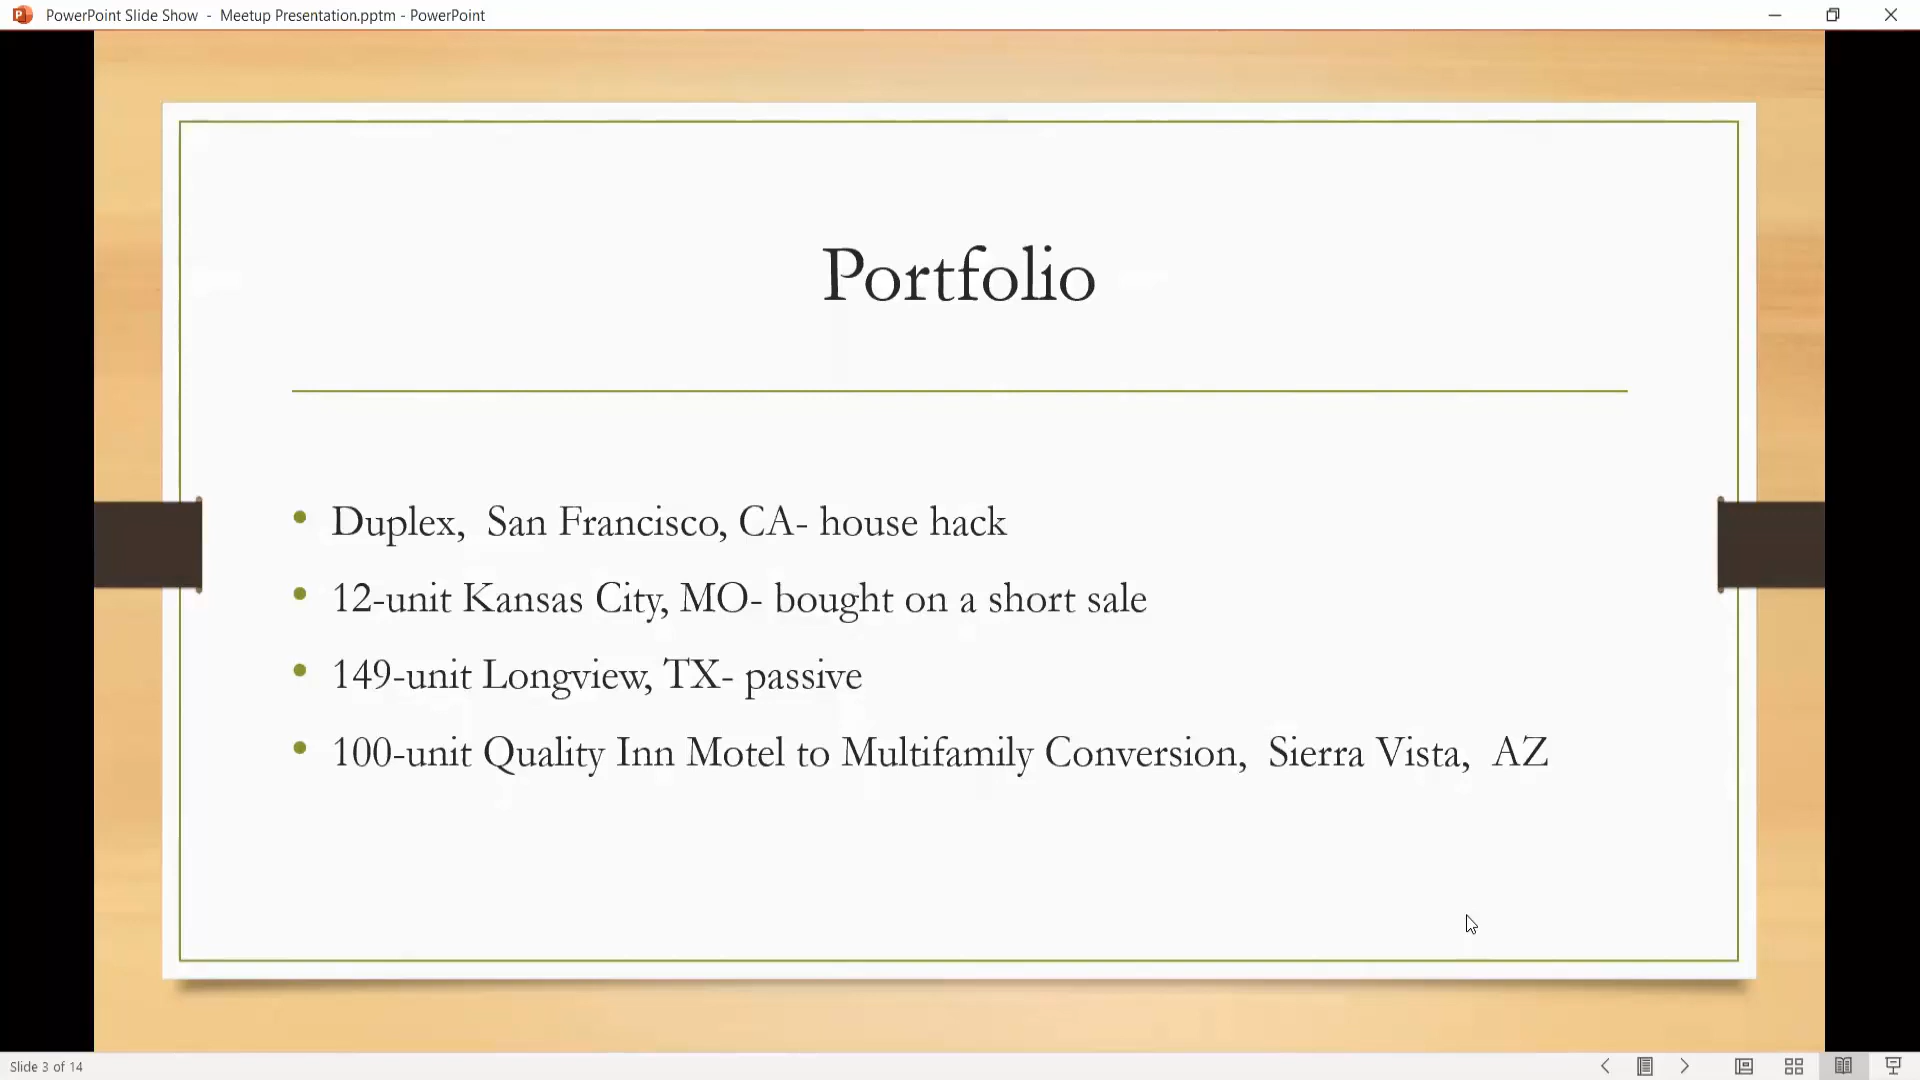 PowerPoint Slide Show - Meetup Presentation.pptm - PowerPoint
Portfolio
• Duplex, San Francisco, CA- house hack
• 12-unit Kansas City, MO- bought on a short sale
• 149-unit Longview, TX- passive
• 100-unit Quality Inn Motel to Multifamily Conversion, Sierra Vista, AZ
Slide 3 of 14